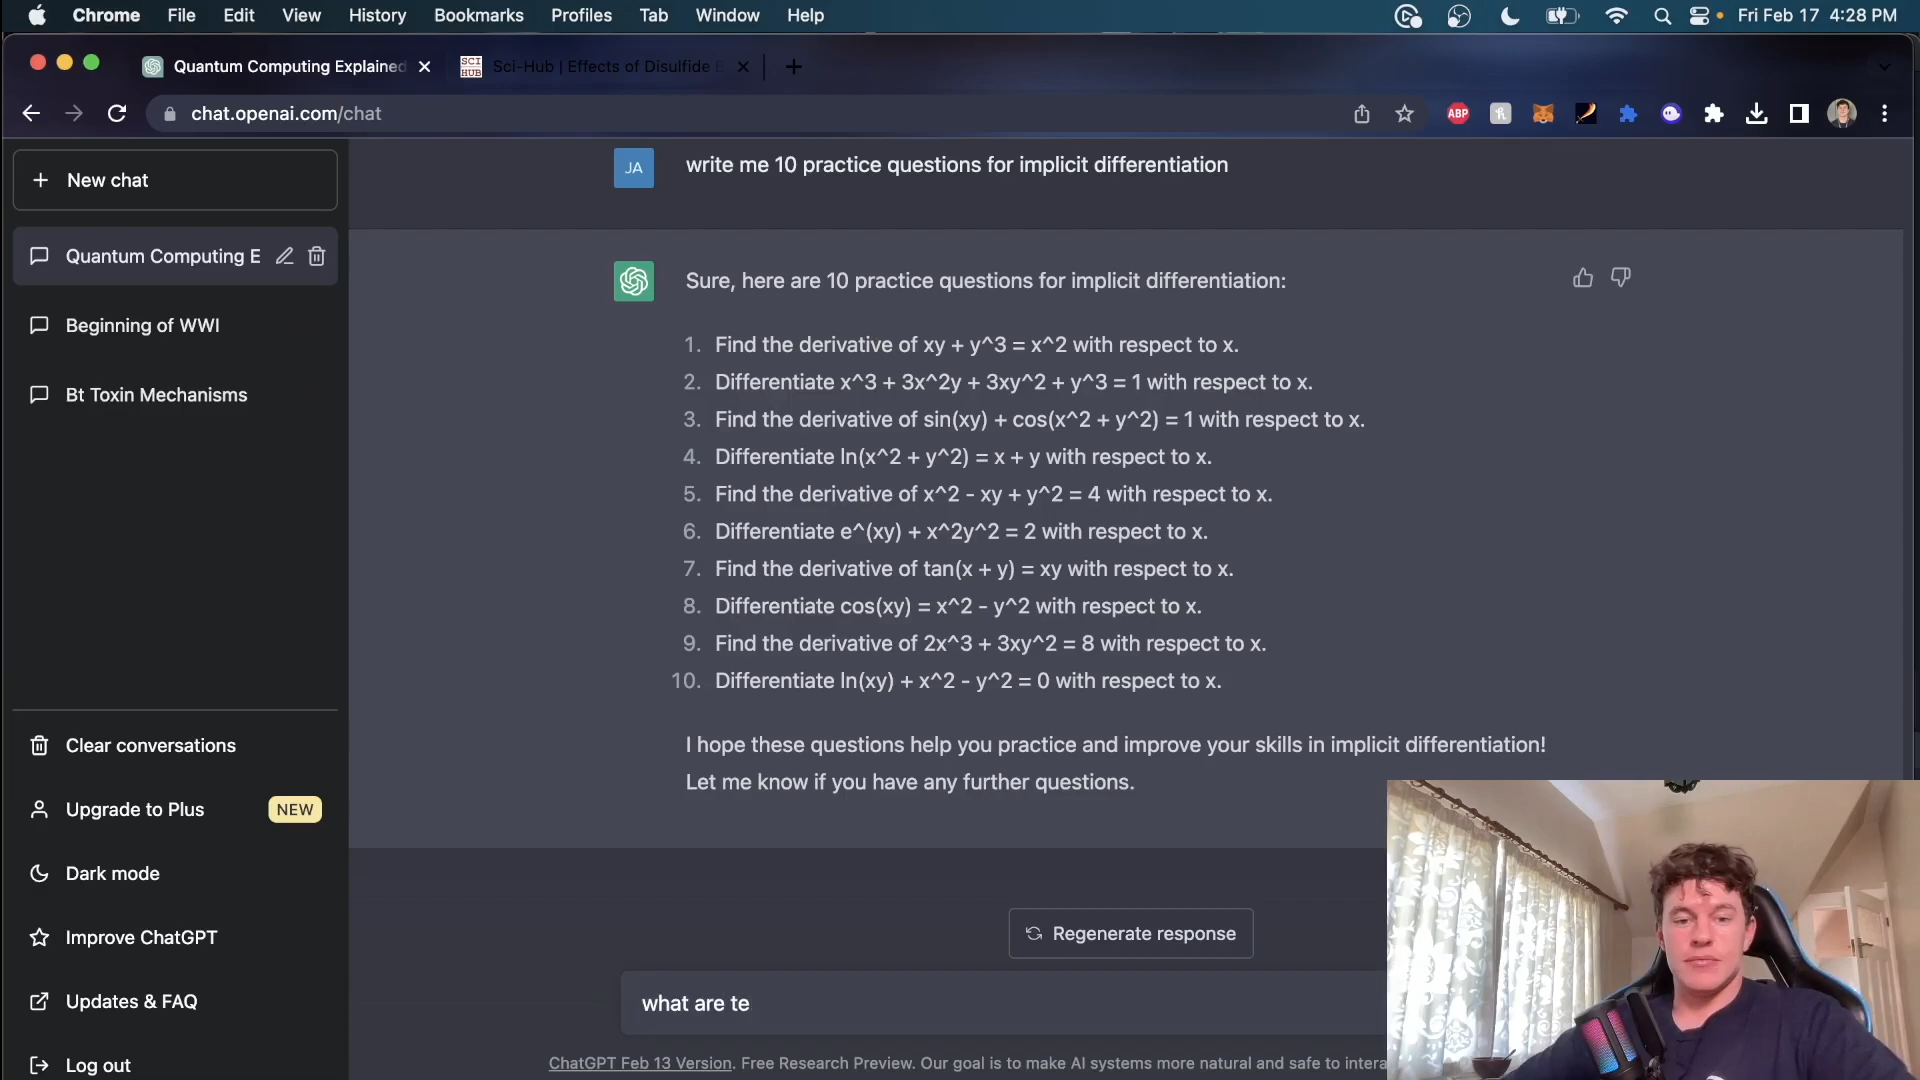 Chrome File Edit View History Bookmarks Profiles Tab Window Help Fri Feb 17 4:28 PM
Quantum Computing Explained SCI HUB Sci-Hub | Effects of Disulfide
chat.openai.com/chat ABP
New chat
Quantum Computing E
Beginning of WWI
Bt Toxin Mechanisms
Clear conversations
Upgrade to Plus NEW
Dark mode
Improve ChatGPT
Updates & FAQ
Log out
JA write me 10 practice questions for implicit differentiation
Sure, here are 10 practice questions for implicit differentiation:
1. Find the derivative of xy + y^3 = x^2 with respect to x.
2. Differentiate x^3 + 3x^2y + 3xy^2 + y^3 = 1 with respect to x.
3. Find the derivative of sin(xy) + cos(x^2 + y^2) = 1 with respect to x.
4. Differentiate ln(x^2 + y^2) = x + y with respect to x.
5. Find the derivative of x^2 - xy + y^2 = 4 with respect to x.
6. Differentiate e^(xy) + x^2y^2 = 2 with respect to x.
7. Find the derivative of tan(x + y) = xy with respect to x.
8. Differentiate cos(xy) = x^2 - y^2 with respect to x.
9. Find the derivative of 2x^3 + 3xy^2 = 8 with respect to x.
10. Differentiate ln(xy) + x^2 - y^2 = 0 with respect to x.
I hope these questions help you practice and improve your skills in implicit differentiation!
Let me know if you have any further questions.
Regenerate response
what are te
ChatGPT Feb 13 Version. Free Research Preview. Our goal is to make AI systems more natural and safe to intera